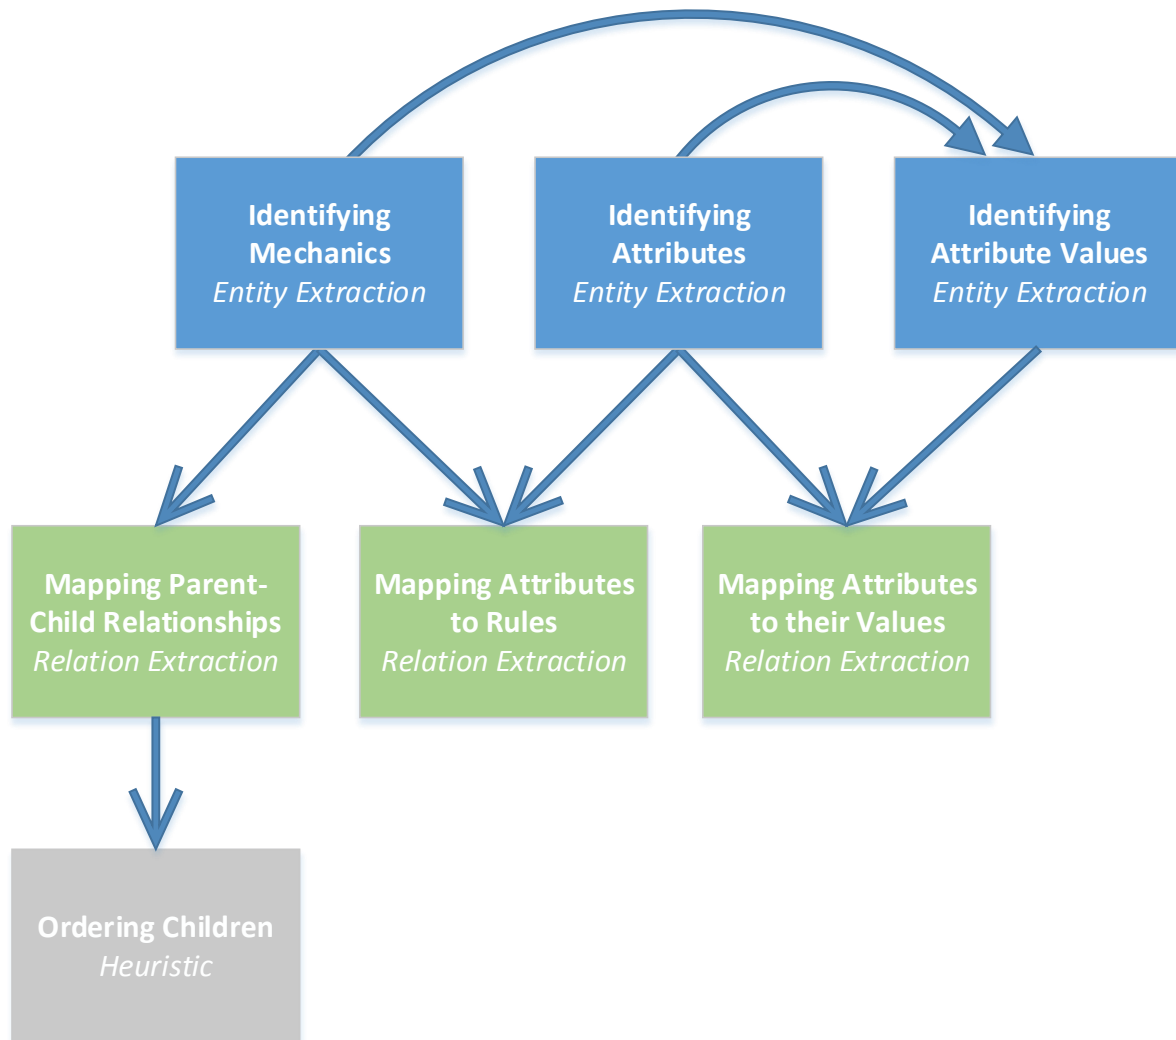 Identifying
Mechanics
Entity Extraction
Identifying
Attributes
Entity Extraction
Identifying
Attribute Values
Entity Extraction
Mapping Parent-
Child Relationships
Relation Extraction
Mapping Attributes
to Rules
Relation Extraction
Mapping Attributes
to their Values
Relation Extraction
Ordering Children
Heuristic